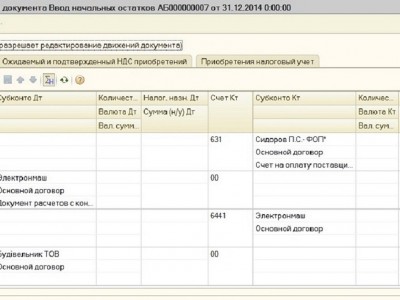 документа Ввод начальных остатков АБ000000007 от 31.12.2014 0:00:00
разрешает редактирование движений документа)
Ожидаемый и подтвержденный НДС приобретений Приобретения налоговый учет
Субконто Дт Количест... Налог. назн. Дт Счет Кт Субконто Кт Количест...
Валюта Дт Сумма (н/у) Дт Валюта Кт
Вал. сумм... Вал. сум...
631 Сидоров П.С.- ФОП"
Основной договор
Счет на оплату поставщи...
Электронмаш 00
Основной договор
Документ расчетов с кон...
6441 Электронмаш
Основной договор
Будівельник ТОВ 00
Основной договор